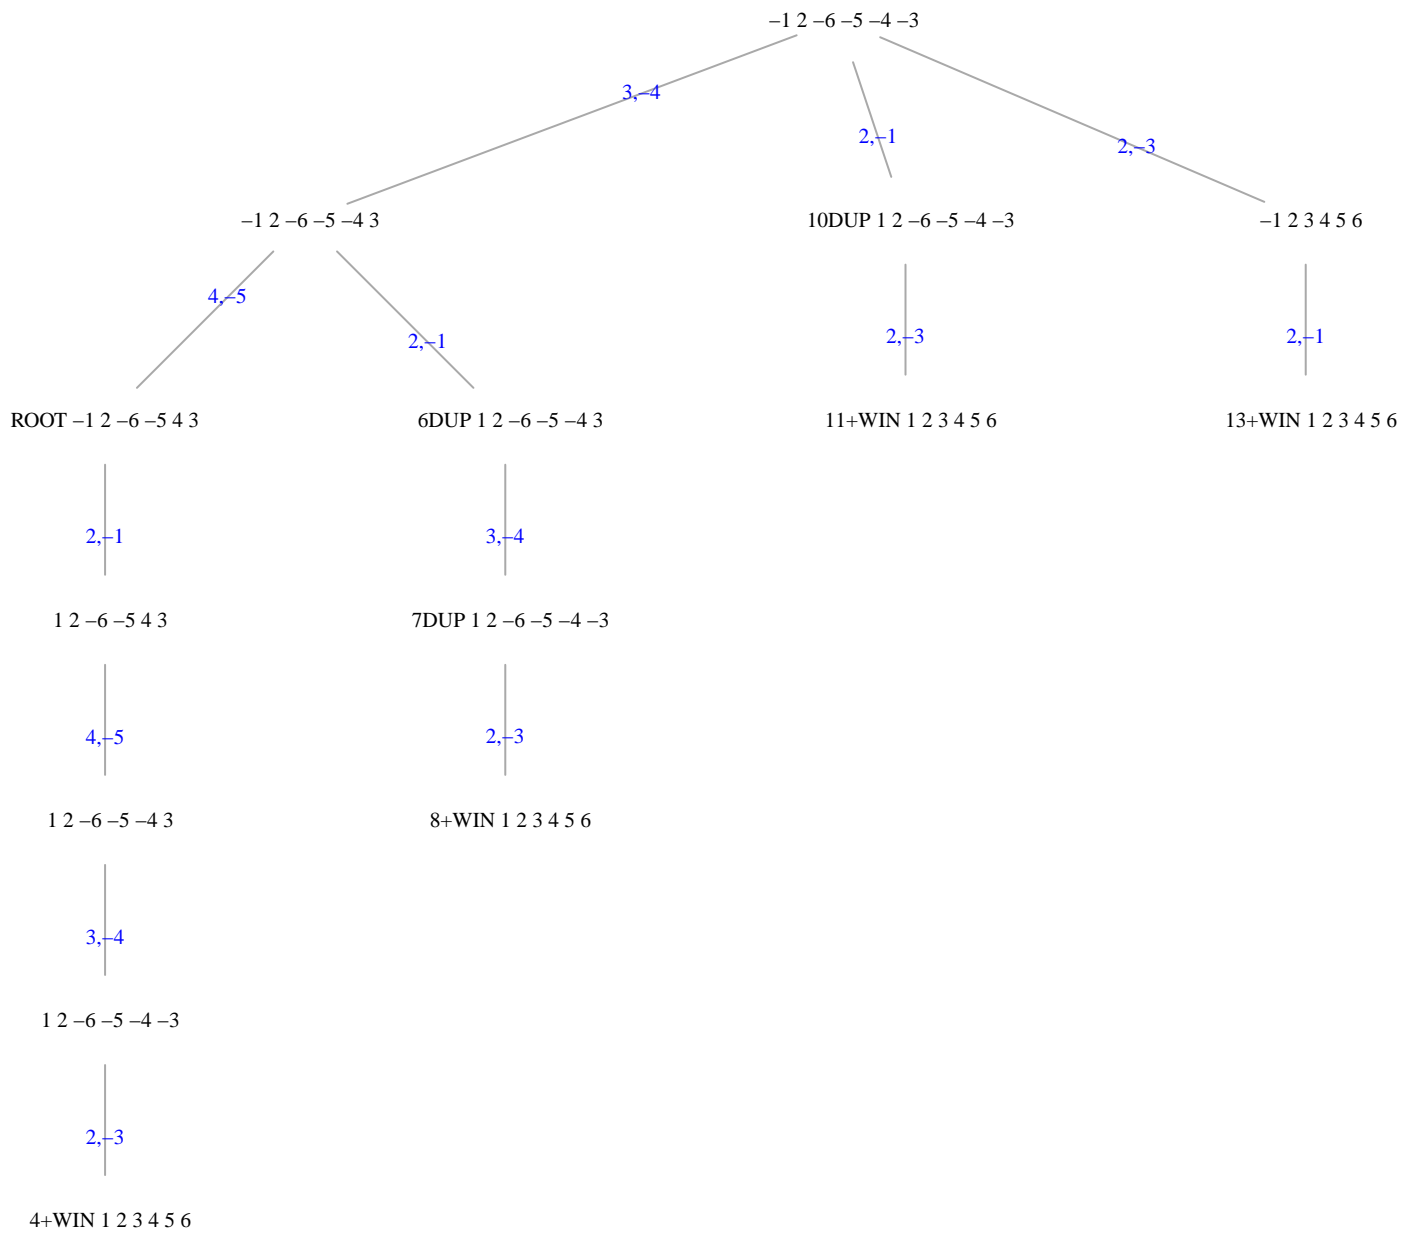 –1 2 –6 –5 –4 –3
3,–4
2,–1
2,–3
–1 2 –6 –5 –4 3
10DUP 1 2 –6 –5 –4 –3
–1 2 3 4 5 6
4,–5
2,–1
2,–3
2,–1
ROOT –1 2 –6 –5 4 3
6DUP 1 2 –6 –5 –4 3
11+WIN 1 2 3 4 5 6
13+WIN 1 2 3 4 5 6
2,–1
3,–4
1 2 –6 –5 4 3
7DUP 1 2 –6 –5 –4 –3
4,–5
2,–3
1 2 –6 –5 –4 3
8+WIN 1 2 3 4 5 6
3,–4
1 2 –6 –5 –4 –3
2,–3
4+WIN 1 2 3 4 5 6